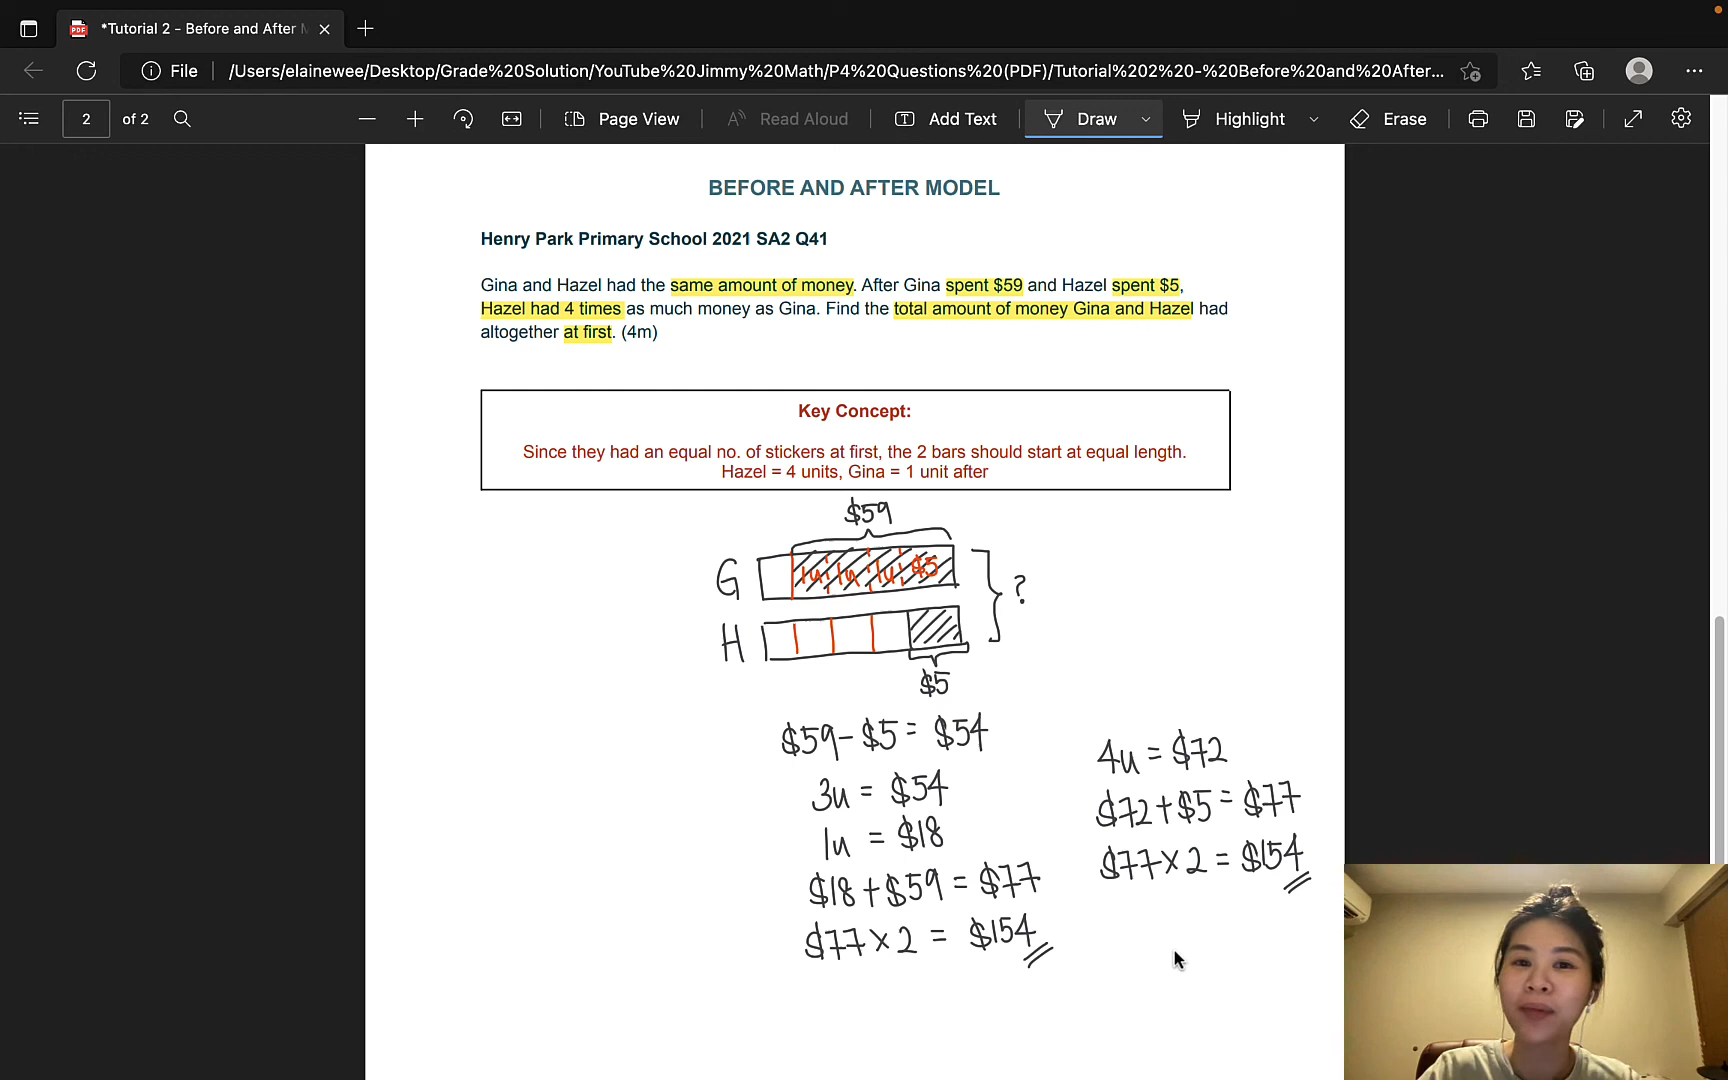 *Tutorial 2 - Before and After M
File
/Users/elainewee/Desktop/Grade%20Solution/YouTube%20Jimmy%20Math/P4%20Questions%20(PDF)/Tutorial%202%20-%20Before%20and%20After...
2 of 2
Page View
Read Aloud
Add Text
Draw
Highlight
Erase
BEFORE AND AFTER MODEL
Henry Park Primary School 2021 SA2 Q41
Gina and Hazel had the same amount of money. After Gina spent $59 and Hazel spent $5,
Hazel had 4 times as much money as Gina. Find the total amount of money Gina and Hazel had
altogether at first. (4m)
Key Concept:
Since they had an equal no. of stickers at first, the 2 bars should start at equal length.
Hazel = 4 units, Gina = 1 unit after
$59
G 1u 1u 1u $5
?
H
$5
$59 - $5 = $54
3u = $54
1u = $18
$18 + $59 = $77
$77 × 2 = $154
4u = $72
$72 + $5 = $77
$77 × 2 = $154